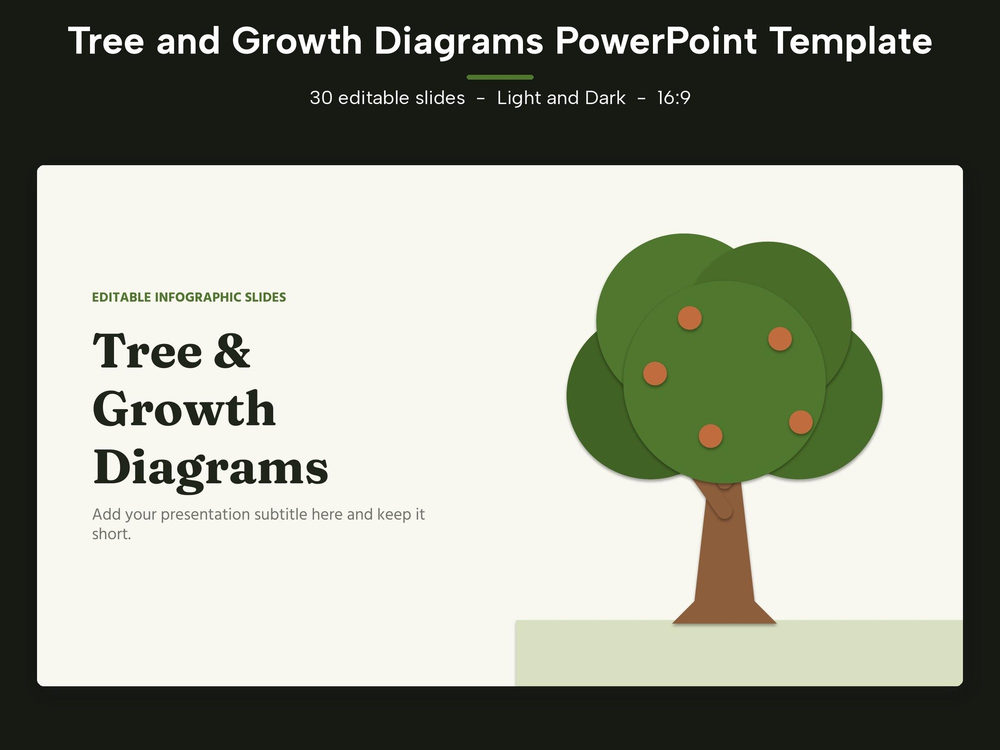 Tree and Growth Diagrams PowerPoint Template
30 editable slides - Light and Dark - 16:9
EDITABLE INFOGRAPHIC SLIDES
Tree &
Growth
Diagrams
Add your presentation subtitle here and keep it
short.